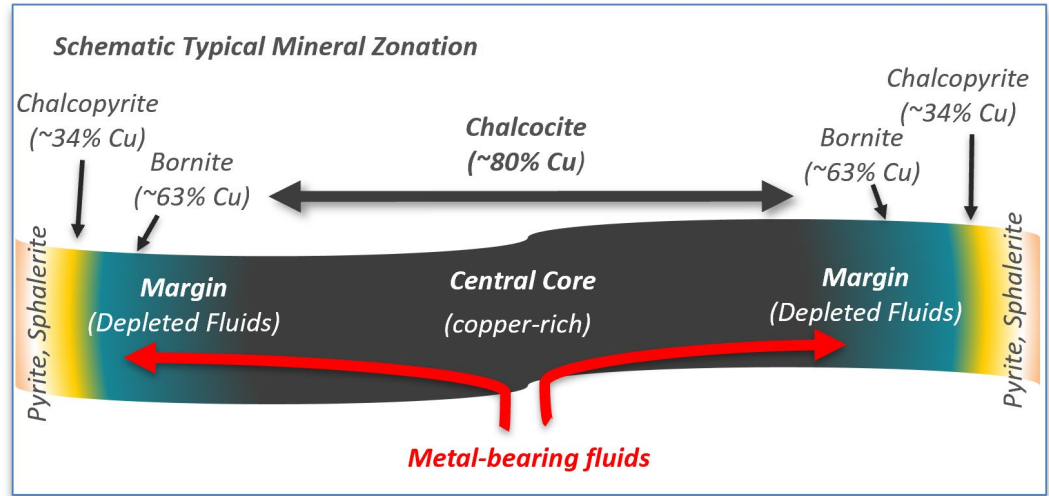 Schematic Typical Mineral Zonation
Chalcopyrite
(~34% Cu)
Bornite
(~63% Cu)
Chalcocite
(~80% Cu)
Chalcopyrite
(~34% Cu)
Bornite
(~63% Cu)
Pyrite, Sphalerite
Margin
(Depleted Fluids)
Central Core
(copper-rich)
Margin
(Depleted Fluids)
Pyrite, Sphalerite
Metal-bearing fluids